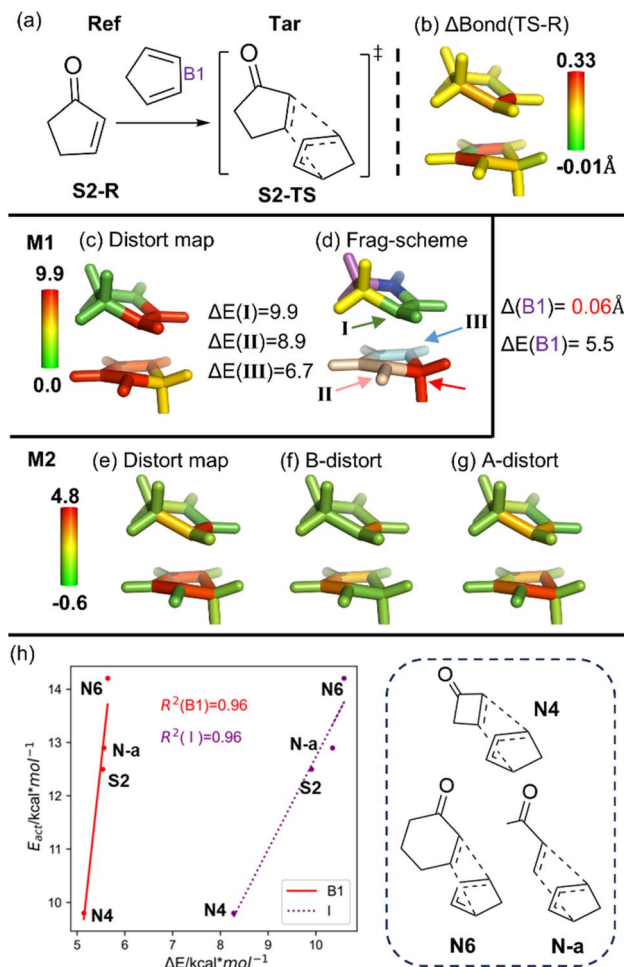 (a) Ref Tar (b) ΔBond(TS-R)
O B1 O ‡ 0.33
S2-R S2-TS -0.01Å
M1 (c) Distort map (d) Frag-scheme
9.9
0.0
ΔE(I)=9.9
ΔE(II)=8.9
ΔE(III)=6.7
I II III
Δ(B1)= 0.06Å
ΔE(B1)= 5.5
M2 (e) Distort map (f) B-distort (g) A-distort
4.8
-0.6
(h)
E_act/kcal*mol⁻¹
14
13
12
11
10
N6 N6
R²(B1)=0.96
R²( I )=0.96
N-a N-a
S2
N4 N4
B1
I
5 6 7 8 9 10
ΔE/kcal*mol⁻¹
O
N4
O O
N6 N-a